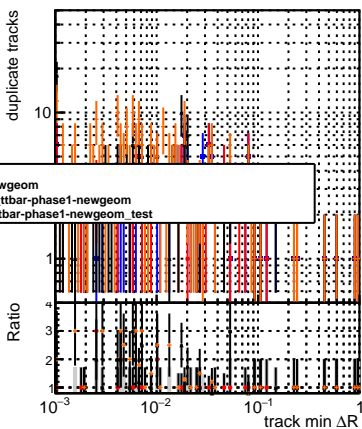 duplicate tracks
10
wgeom
ttbar-phase1-newgeom
ttbar-phase1-newgeom_test
1
Ratio
4
3
2
1
10⁻³ 10⁻² 10⁻¹ 1
track min ΔR